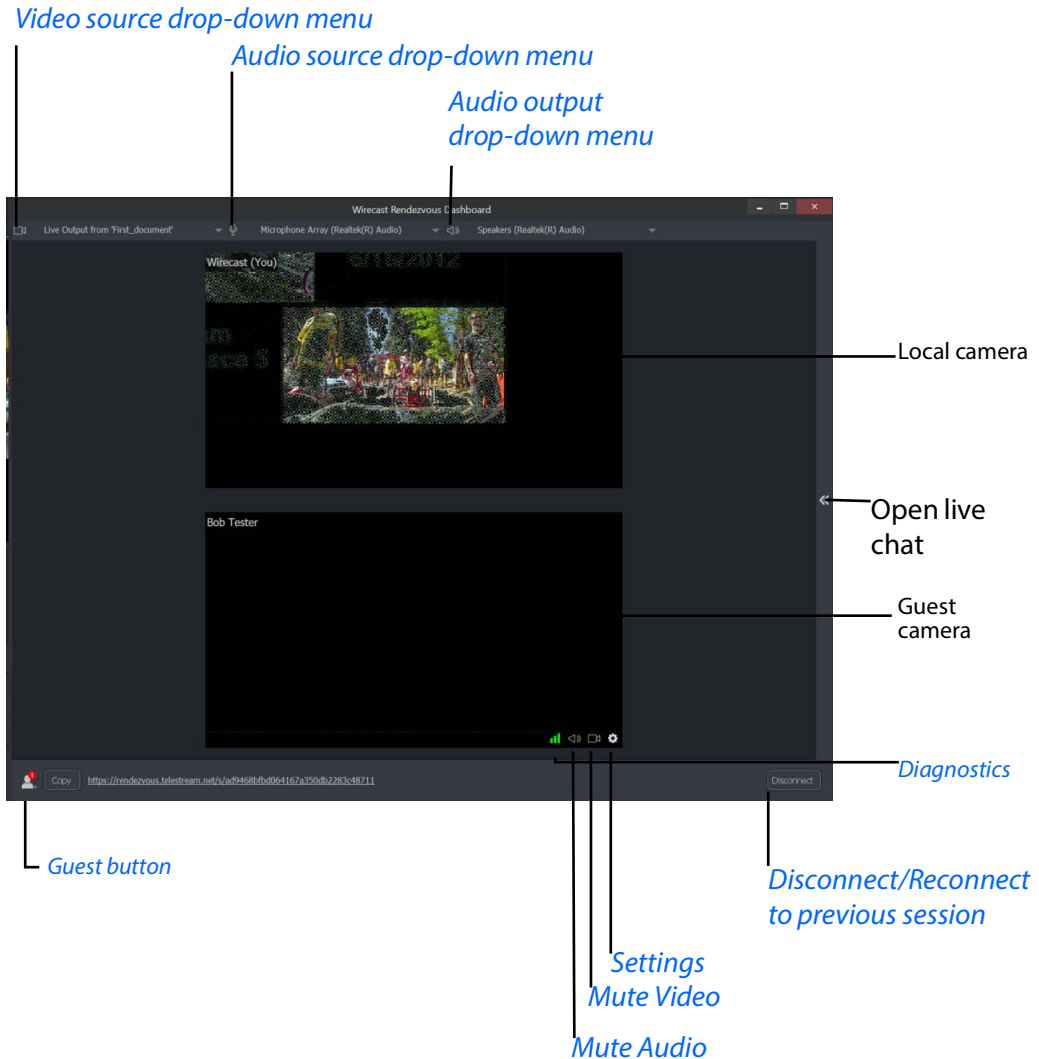 Video source drop-down menu
Audio source drop-down menu
Audio output
drop-down menu
Wirecast Rendezvous Dashboard
Live Output from 'First_document'
Microphone Array (Realtek(R) Audio)
Speakers (Realtek(R) Audio)
Wirecast (You)
6/16/2012
Local camera
Open live
chat
Bob Tester
Guest
camera
Diagnostics
Copy
https://rendezvous.telestream.net/s/ad9468bfbd064167a350db2283c48711
Disconnect
Guest button
Disconnect/Reconnect
to previous session
Settings
Mute Video
Mute Audio